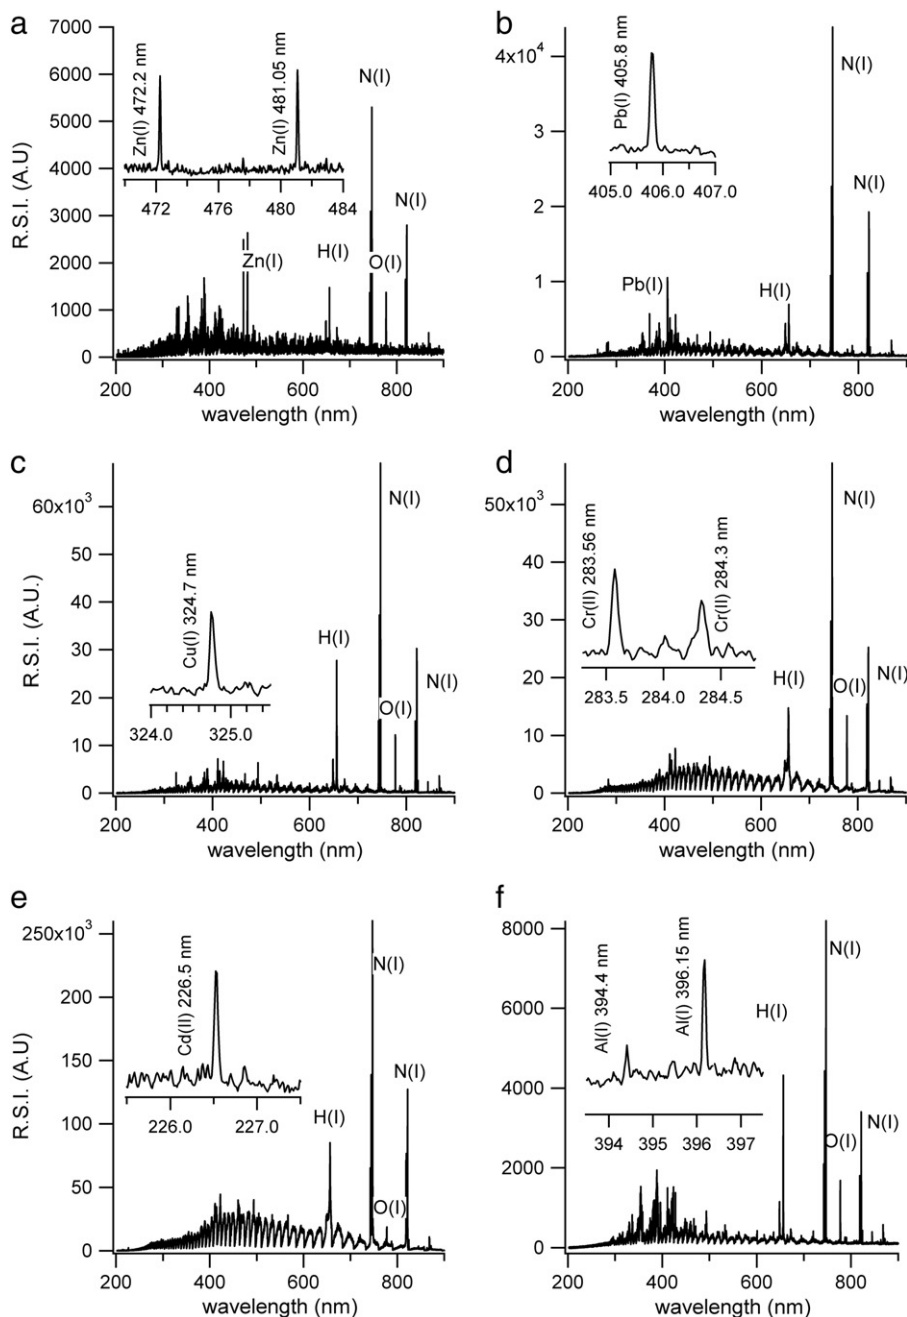 a
7000
6000
5000
4000
3000
2000
1000
0
R.S.I. (A.U)
Zn(I) 472.2 nm
Zn(I) 481.05 nm
472 476 480 484
N(I)
N(I)
Zn(I)
H(I)
O(I)
200 400 600 800
wavelength (nm)
b
4x10⁴
3
2
1
0
Pb(I) 405.8 nm
405.0 406.0 407.0
N(I)
N(I)
Pb(I)
H(I)
200 400 600 800
wavelength (nm)
c
60x10³
50
40
30
20
10
0
R.S.I. (A.U.)
Cu(I) 324.7 nm
324.0 325.0
N(I)
H(I)
O(I)
N(I)
200 400 600 800
wavelength (nm)
d
50x10³
40
30
20
10
0
Cr(II) 283.56 nm
Cr(II) 284.3 nm
283.5 284.0 284.5
N(I)
H(I)
O(I)
N(I)
200 400 600 800
wavelength (nm)
e
250x10³
200
150
100
50
0
R.S.I. (A.U)
Cd(II) 226.5 nm
226.0 227.0
N(I)
N(I)
H(I)
O(I)
200 400 600 800
wavelength (nm)
f
8000
6000
4000
2000
0
Al(I) 394.4 nm
Al(I) 396.15 nm
394 395 396 397
N(I)
H(I)
O(I)
N(I)
200 400 600 800
wavelength (nm)